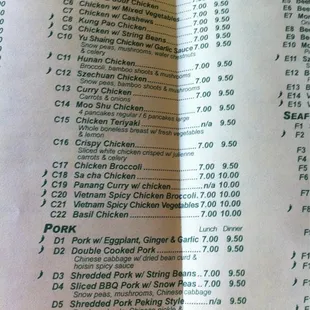 Sour Chicken 7.00 9.50
C6 Chicken w/ Mixed Vegetables 7.00 9.50
C7 Chicken w/ Cashews 7.00 9.50
C8 Kung Pao Chicken 7.00 9.50
C9 Chicken w/ String Beans 7.00 9.50
C10 Yu Shaing Chicken w/ Garlic Sauce 7.00 9.50
Snow peas, mushrooms, water chestnuts
& celery
C11 Hunan Chicken 7.00 9.50
Broccoli, bamboo shoots & mushrooms
C12 Szechuan Chicken 7.00 9.50
Snow peas, bamboo shoots & mushrooms
C13 Curry Chicken 7.00 9.50
Carrots & onions
C14 Moo Shu Chicken 7.00 9.50
4 pancakes regular / 6 pancakes large
C15 Chicken Teriyaki n/a 9.50
Whole boneless breast w/ fresh vegetables
& lemon
C16 Crispy Chicken 7.00 9.50
Sliced white chicken crisped w/ julienne
carrots & celery
C17 Chicken Broccoli 7.00 9.50
C18 Sa cha Chicken 7.00 10.00
C19 Panang Curry w/ chicken n/a 10.00
C20 Vietnam Spicy Chicken Broccoli 7.00 10.00
C21 Vietnam Spicy Chicken Vegetables 7.00 10.00
C22 Basil Chicken 7.00 10.00
PORK Lunch Dinner
D1 Pork w/ Eggplant, Ginger & Garlic 7.00 9.50
D2 Double Cooked Pork 7.00 9.50
Chinese cabbage w/ dried bean curd &
hoisin spicy sauce
D3 Shredded Pork w/ String Beans 7.00 9.50
D4 Sliced BBQ Pork w/ Snow Peas 7.00 9.50
Snow peas, mushrooms, Chinese cabbage
D5 Shredded Pork Peking Style n/a 9.50
E6
E7
E8
E9
E10
E11
E12
E13
E14
E15
SEAF
F1
F2
F3
F4
F5